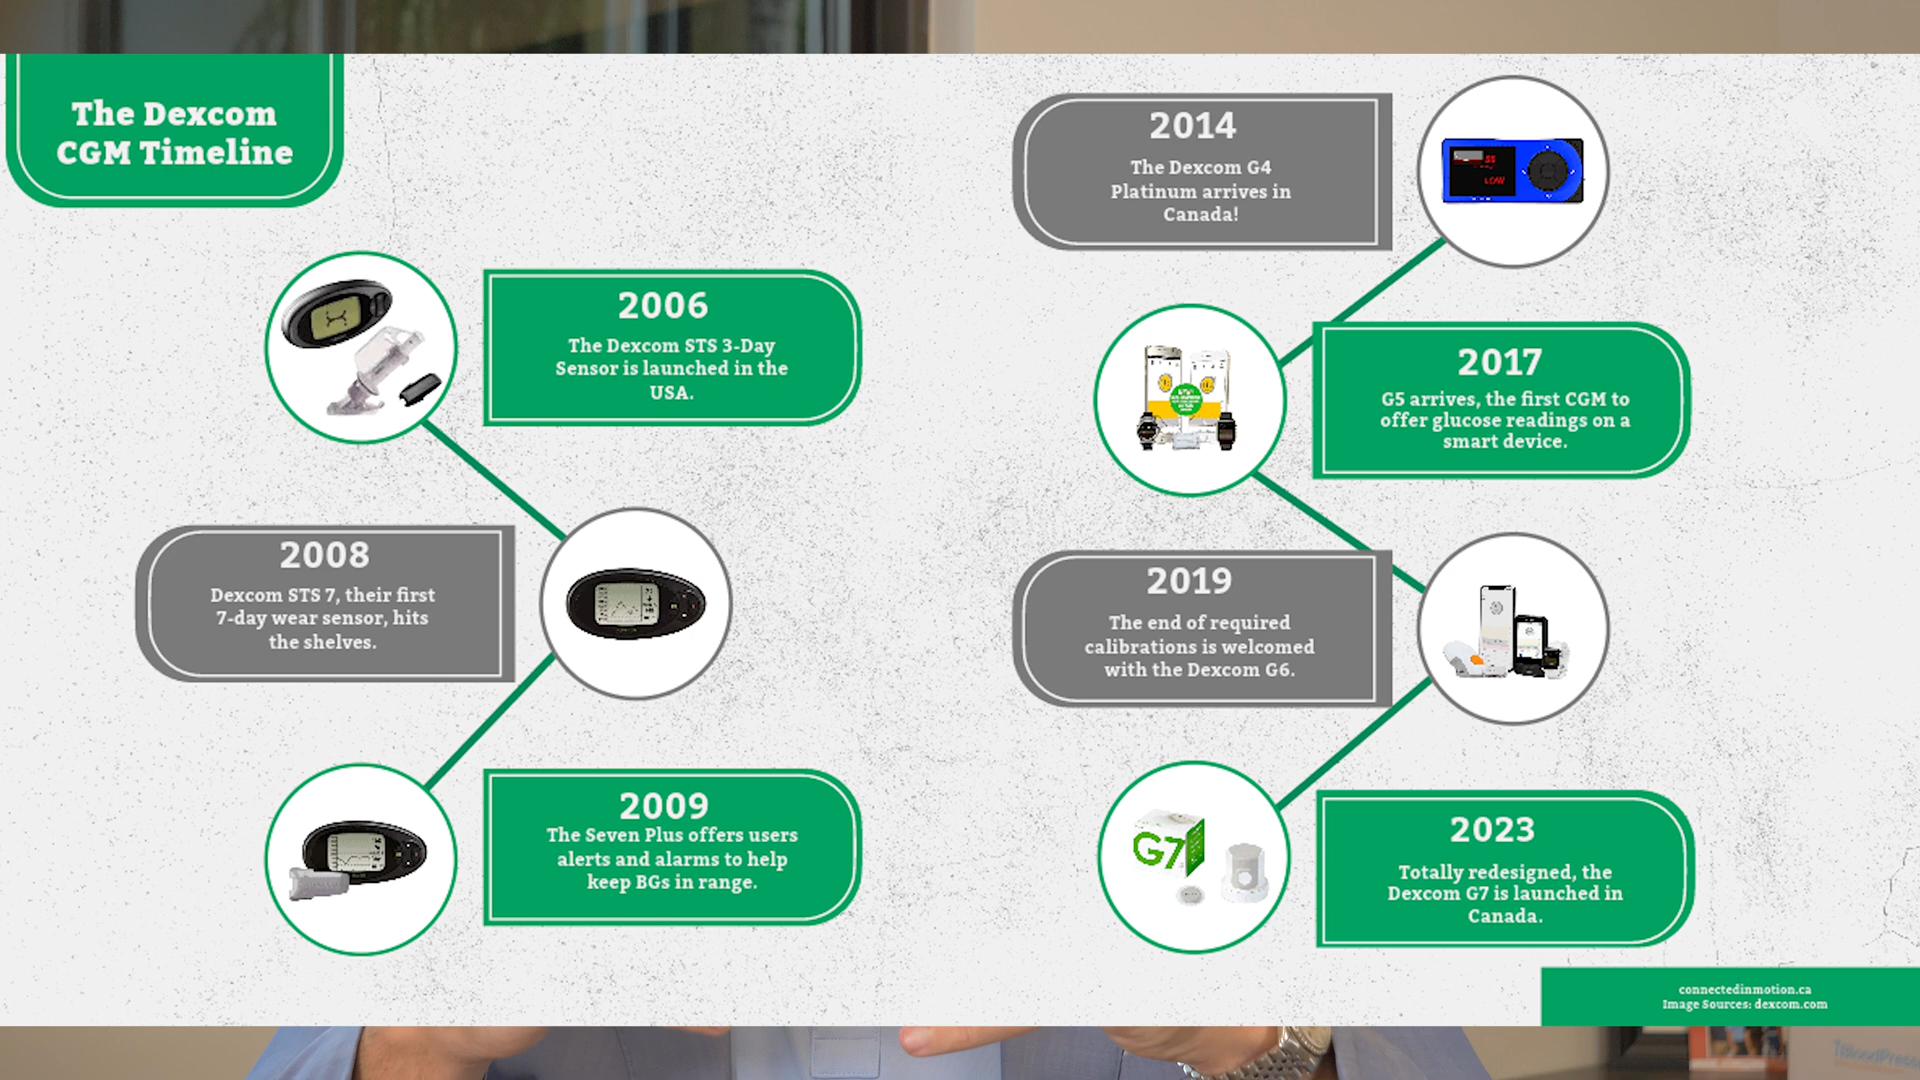 The Dexcom
CGM Timeline
2006
The Dexcom STS 3-Day
Sensor is launched in the
USA.
2008
Dexcom STS 7, their first
7-day wear sensor, hits
the shelves.
2009
The Seven Plus offers users
alerts and alarms to help
keep BGs in range.
2014
The Dexcom G4
Platinum arrives in
Canada!
55
LOW
2017
G5 arrives, the first CGM to
offer glucose readings on a
smart device.
2019
The end of required
calibrations is welcomed
with the Dexcom G6.
G7
2023
Totally redesigned, the
Dexcom G7 is launched in
Canada.
connectedinmotion.ca
Image Sources: dexcom.com